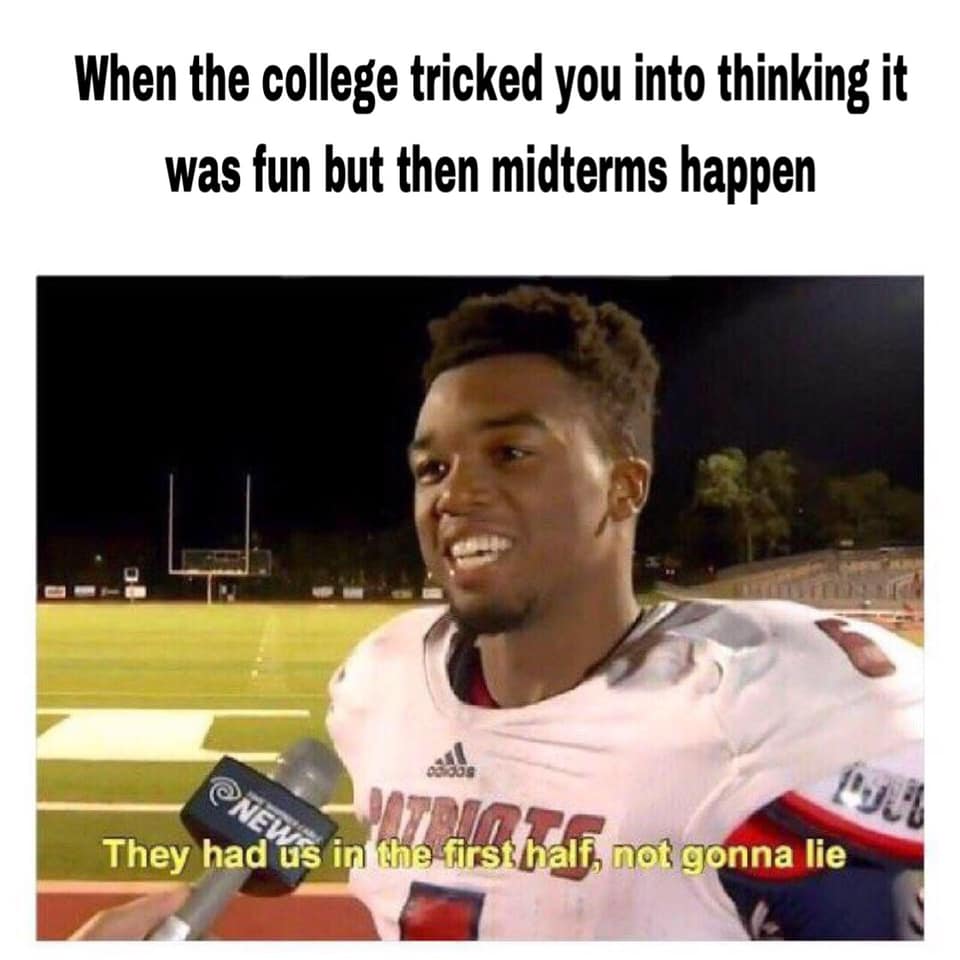 When the college tricked you into thinking it
was fun but then midterms happen
adidas
NEWS
PATRIOTS
They had us in the first half, not gonna lie